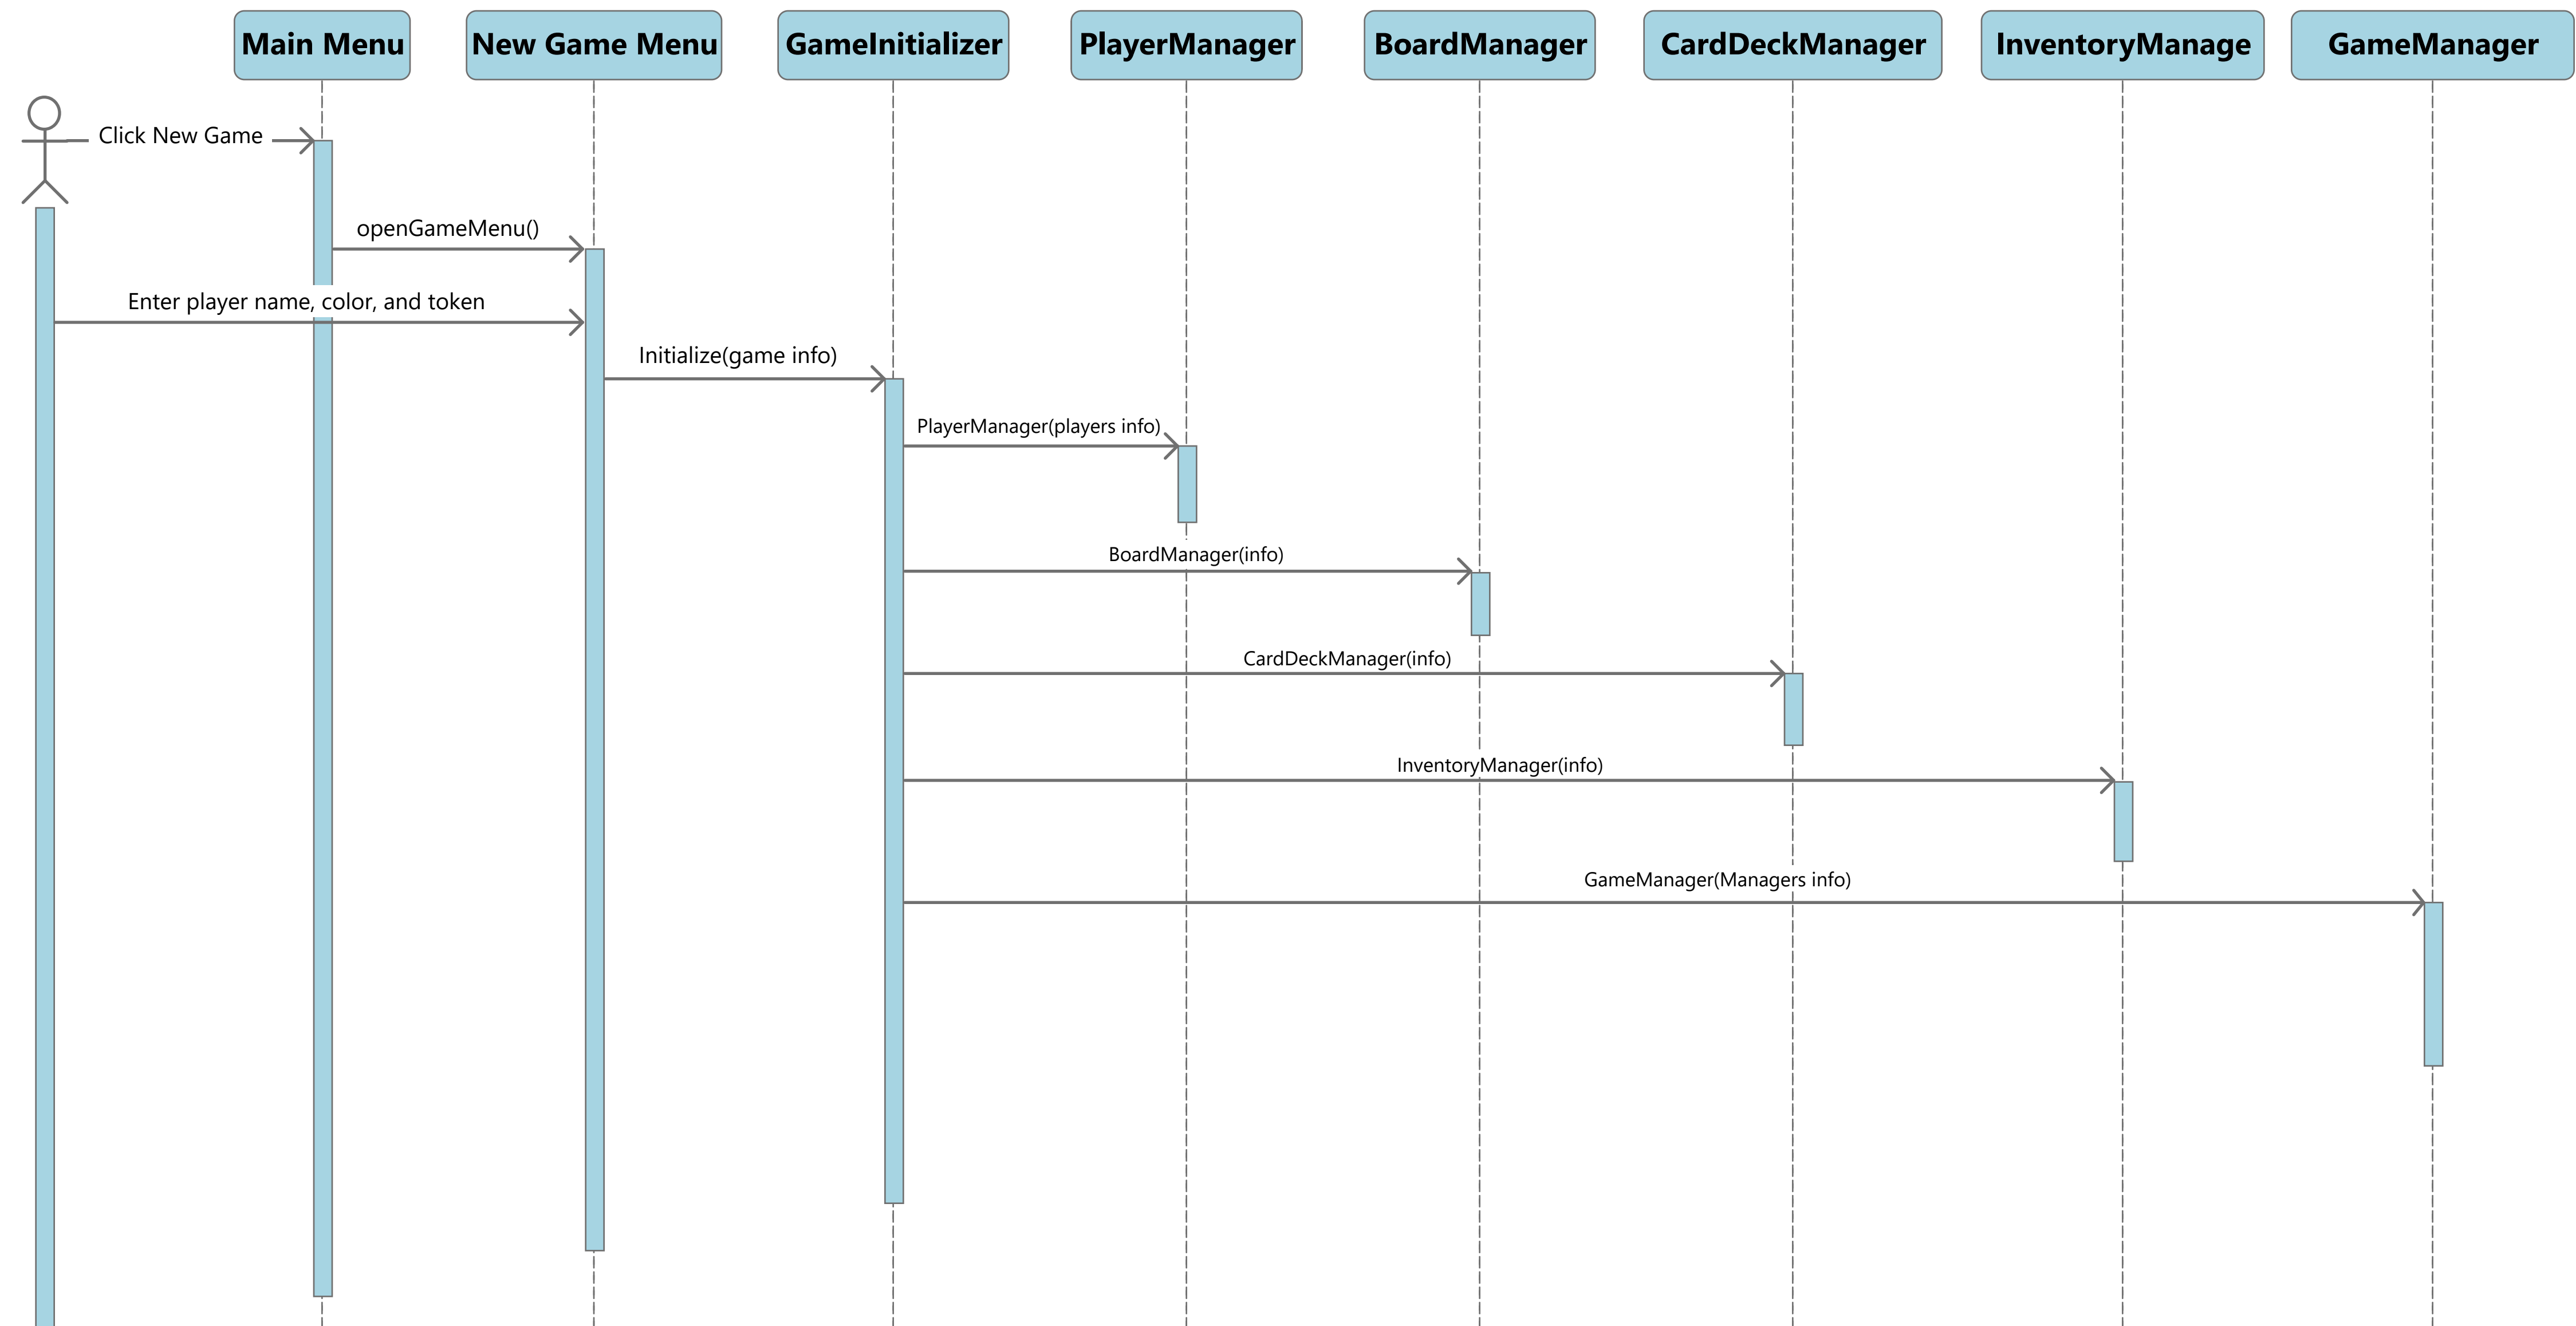 Main Menu
New Game Menu
GameInitializer
PlayerManager
BoardManager
CardDeckManager
InventoryManage
GameManager
Click New Game
openGameMenu()
Enter player name, color, and token
Initialize(game info)
PlayerManager(players info)
BoardManager(info)
CardDeckManager(info)
InventoryManager(info)
GameManager(Managers info)